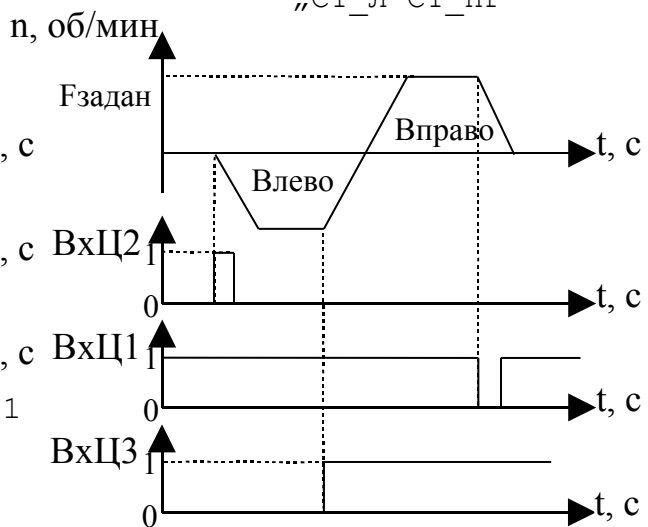 n, об/мин
Fзадан
Вправо
, с
t, с
Влево
, с
ВхЦ2
1
0
t, с
, с
ВхЦ1
1
1
0
t, с
ВхЦ3
1
0
t, с